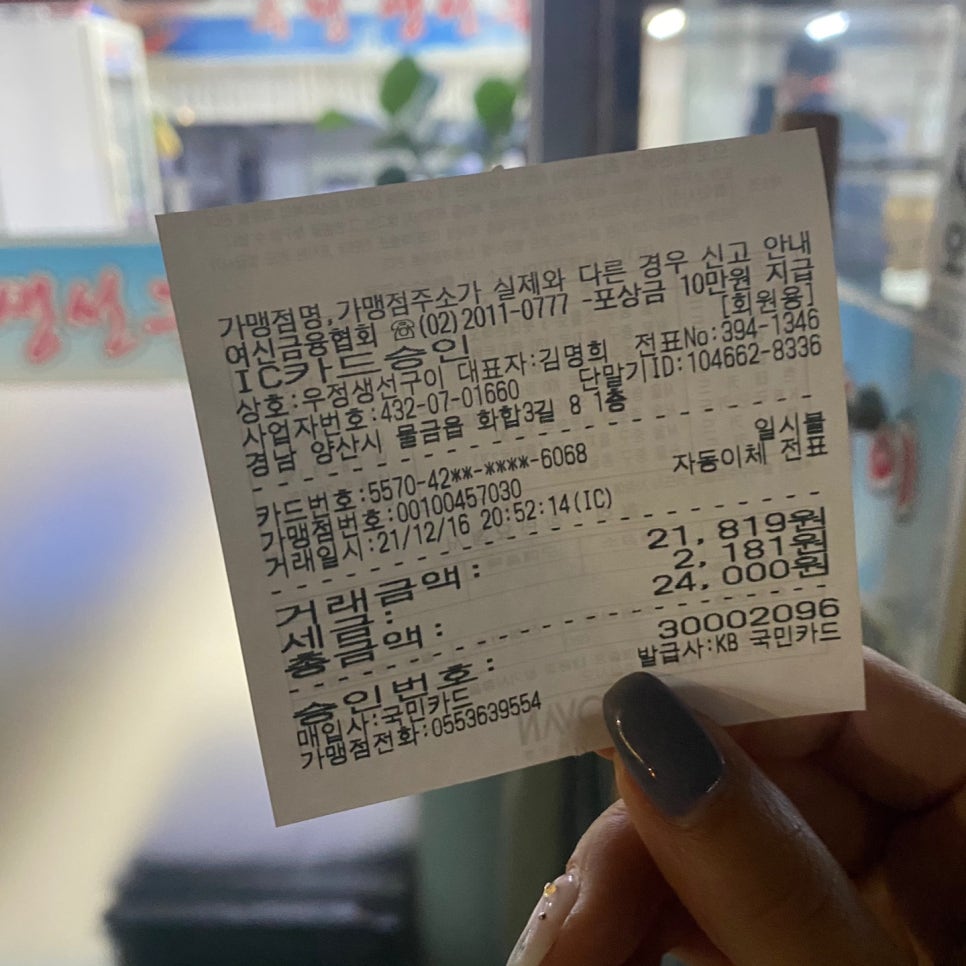 가맹점명,가맹점주소가 실제와 다른 경우 신고 안내
여신금융협회 ☏(02)2011-0777 -포상금 10만원 지급
IC카드승인 [회원용]
상호:우정생선구이 대표자:김명희 전표No:394-1346
사업자번호:432-07-01660 단말기ID:104662-8336
경남 양산시 물금읍 화합3길 8 1층
카드번호:5570-42**-****-6068 일시불
가맹점번호:00100457030 자동이체 전표
거래일시:21/12/16 20:52:14(IC)
거래금액: 21,819원
세금: 2,181원
총금액: 24,000원
승인번호: 30002096
매입사:국민카드 발급사:KB 국민카드
가맹점전화:0553639554